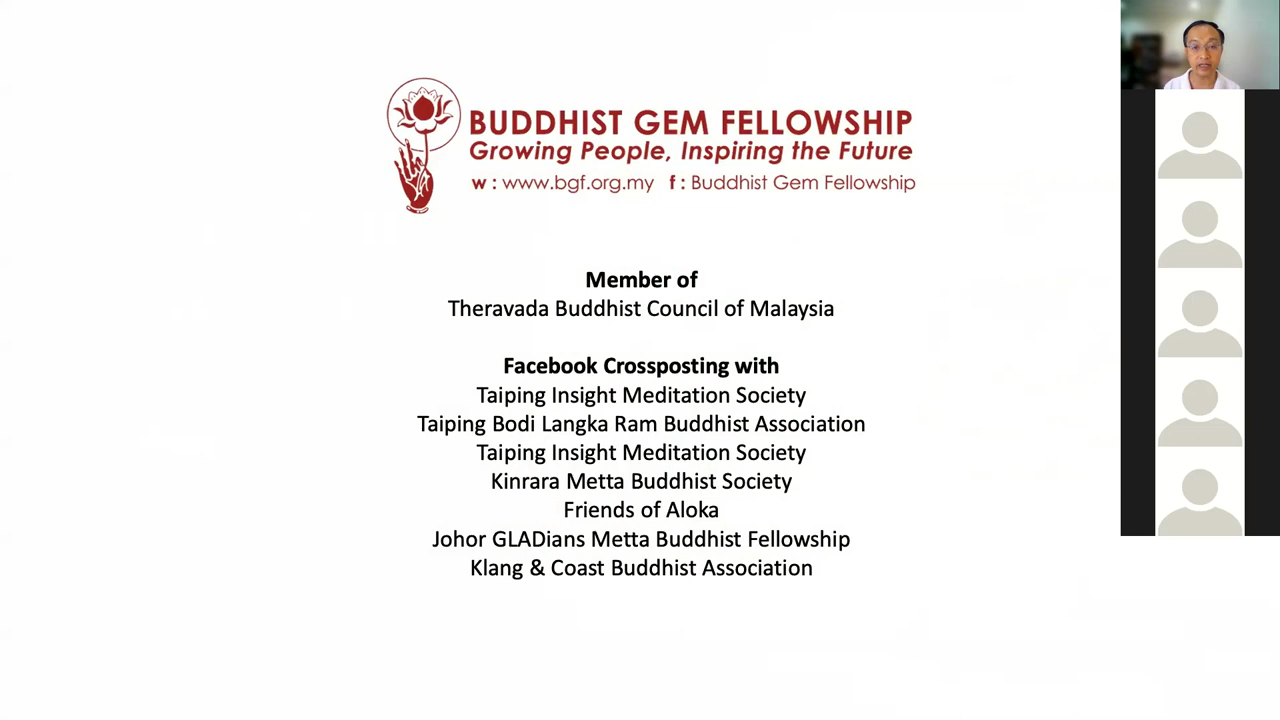 BUDDHIST GEM FELLOWSHIP
Growing People, Inspiring the Future
w : www.bgf.org.my f : Buddhist Gem Fellowship
Member of
Theravada Buddhist Council of Malaysia
Facebook Crossposting with
Taiping Insight Meditation Society
Taiping Bodi Langka Ram Buddhist Association
Taiping Insight Meditation Society
Kinrara Metta Buddhist Society
Friends of Aloka
Johor GLADians Metta Buddhist Fellowship
Klang & Coast Buddhist Association